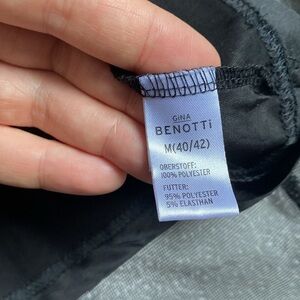 GiNA
BENOTTi
M(40/42)
OBERSTOFF:
100% POLYESTER
FUTTER:
95% POLYESTER
5% ELASTHAN